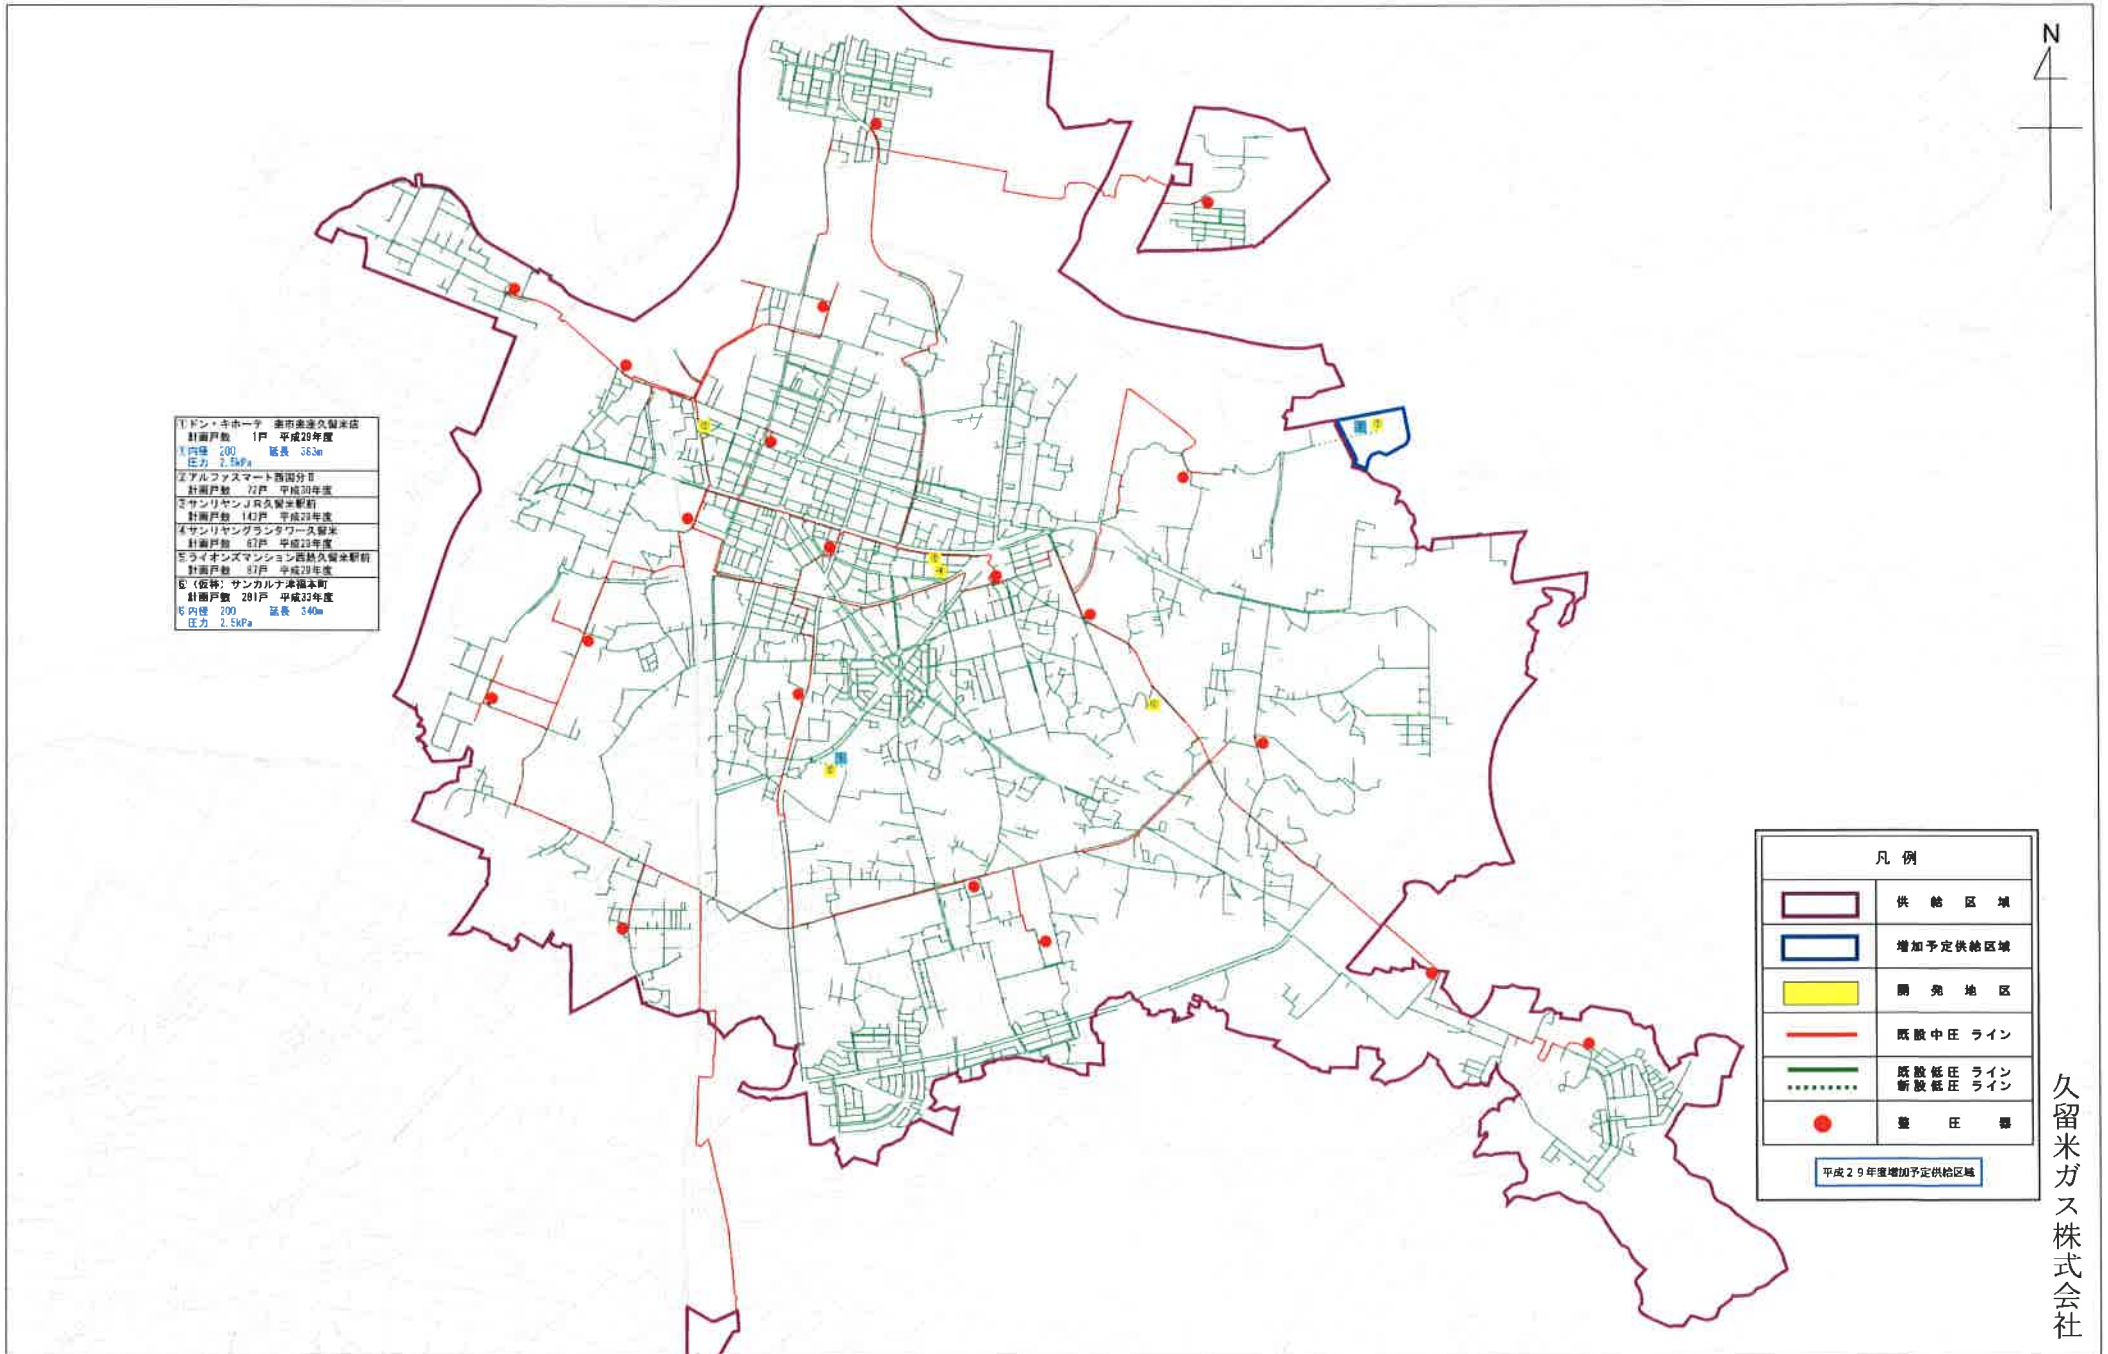 N
①ドン・キホーテ 楽市楽座久留米店
計画戸数 1戸 平成29年度
①内径 200 延長 363m
圧力 2.5kPa
②アルファスマート西国分Ⅱ
計画戸数 72戸 平成30年度
③サンリヤンJR久留米駅前
計画戸数 143戸 平成29年度
④サンリヤングランタワー久留米
計画戸数 67戸 平成29年度
⑤ライオンズマンション西鉄久留米駅前
計画戸数 87戸 平成29年度
⑥(仮称)サンカルナ津福本町
計画戸数 281戸 平成33年度
⑥内径 200 延長 340m
圧力 2.5kPa
凡例
供給区域
増加予定供給区域
開発地区
既設中圧 ライン
既設低圧 ライン
新設低圧 ライン
整圧器
平成29年度増加予定供給区域
久留米ガス株式会社